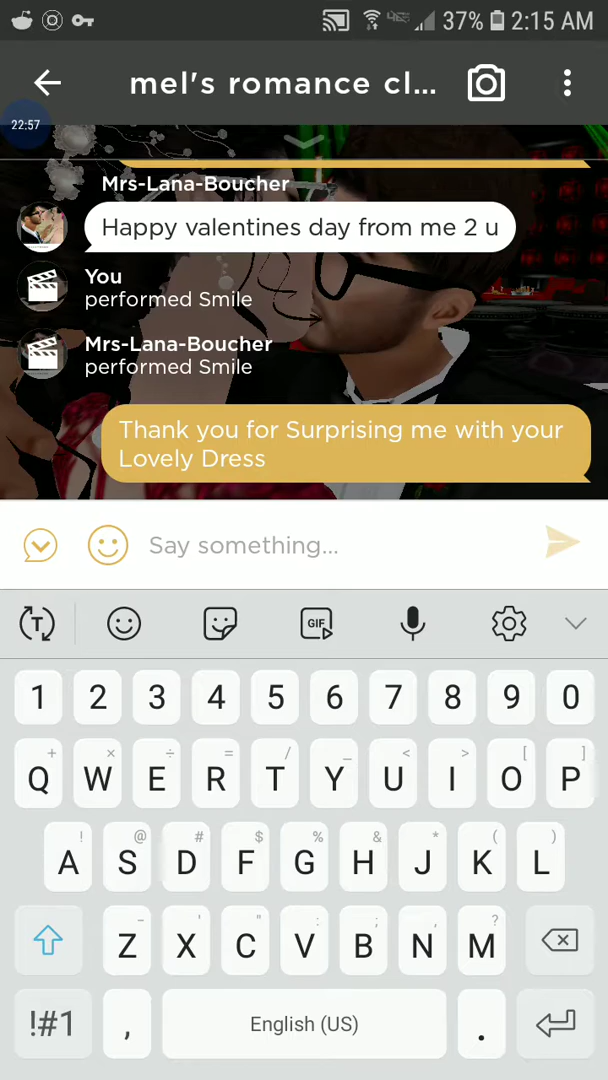 37% 2:15 AM
mel's romance cl...
22:57
Mrs-Lana-Boucher
Happy valentines day from me 2 u
You
performed Smile
Mrs-Lana-Boucher
performed Smile
Thank you for Surprising me with your
Lovely Dress
Say something...
T GIF
1 2 3 4 5 6 7 8 9 0
+ × ÷ = / _ < > [ ]
Q W E R T Y U I O P
! @ # $ % & * ( )
A S D F G H J K L
- ' " : ; , ?
Z X C V B N M
!#1 , English (US) .